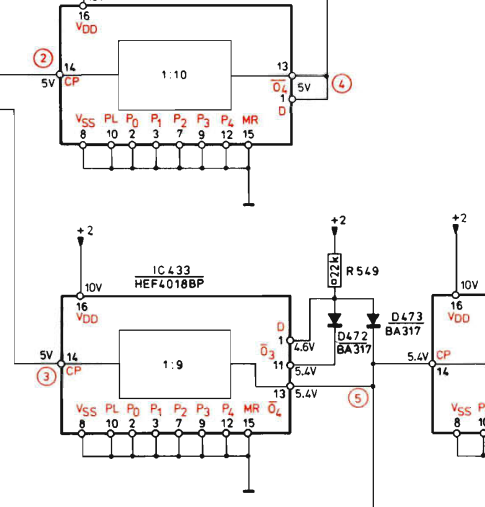 16
VDD
2
14
5V
CP
1:10
13
O4
5V
4
1
D
VSS PL P0 P1 P2 P3 P4 MR
8 10 2 3 7 9 12 15
+2
+2
+2
IC433
HEF4018BP
22k
R549
10V
16
VDD
10V
16
VDD
D
1
4.6V
D472
BA317
D473
BA317
5V
14
3
CP
1:9
O3
11
5.4V
5.4V
CP
14
13
O4
5.4V
5
VSS PL P0 P1 P2 P3 P4 MR
8 10 2 3 7 9 12 15
VSS P
8